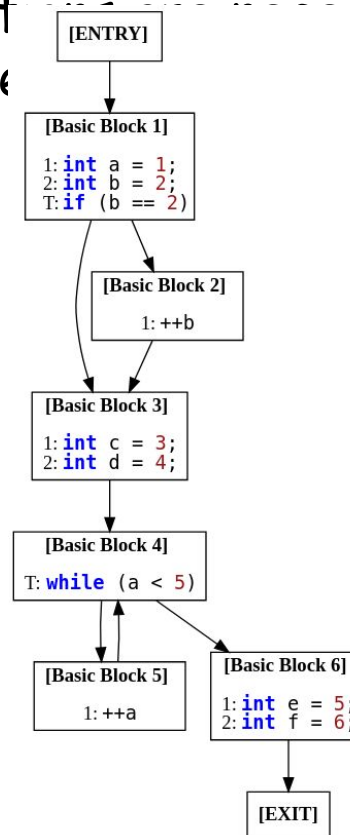 [ENTRY]
[Basic Block 1]
1: int a = 1;
2: int b = 2;
T: if (b == 2)
[Basic Block 2]
1: ++b
[Basic Block 3]
1: int c = 3;
2: int d = 4;
[Basic Block 4]
T: while (a < 5)
[Basic Block 5]
1: ++a
[Basic Block 6]
1: int e = 5;
2: int f = 6;
[EXIT]